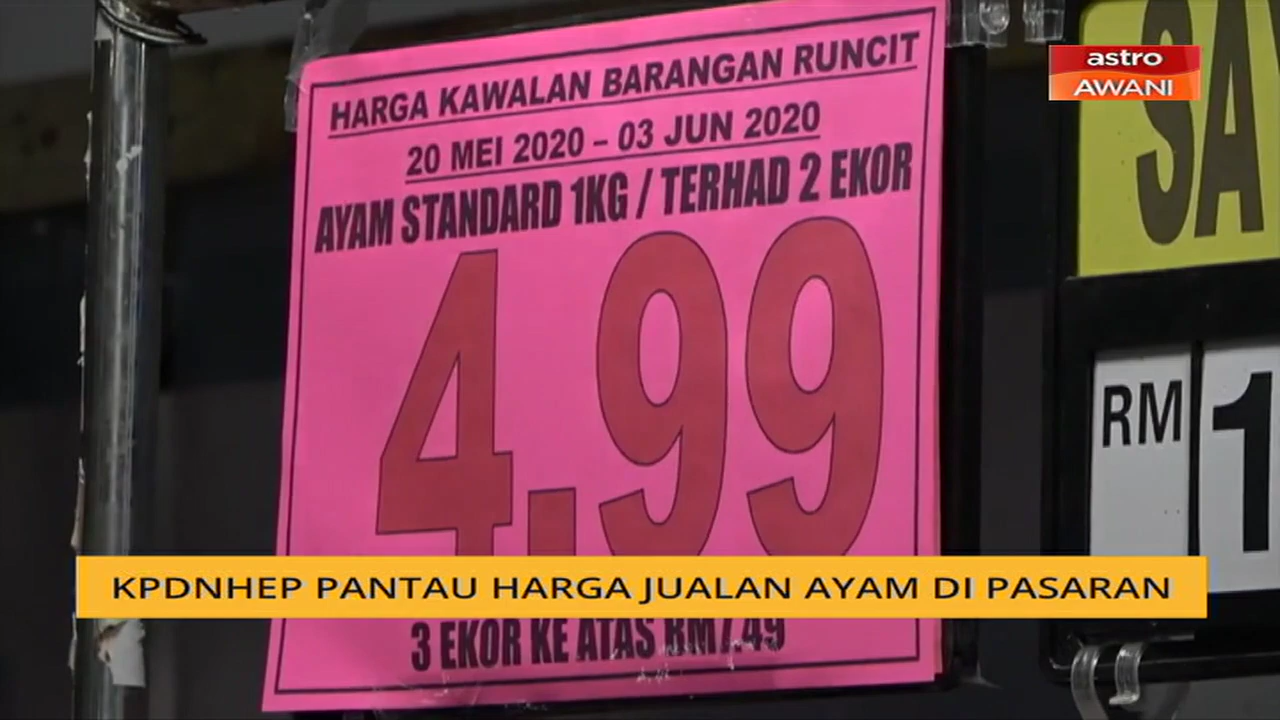 HARGA KAWALAN BARANGAN RUNCIT
20 MEI 2020 – 03 JUN 2020
AYAM STANDARD 1KG / TERHAD 2 EKOR
4.99
3 EKOR KE ATAS RM7.49
astro
AWANI
SA
RM 1
KPDNHEP PANTAU HARGA JUALAN AYAM DI PASARAN